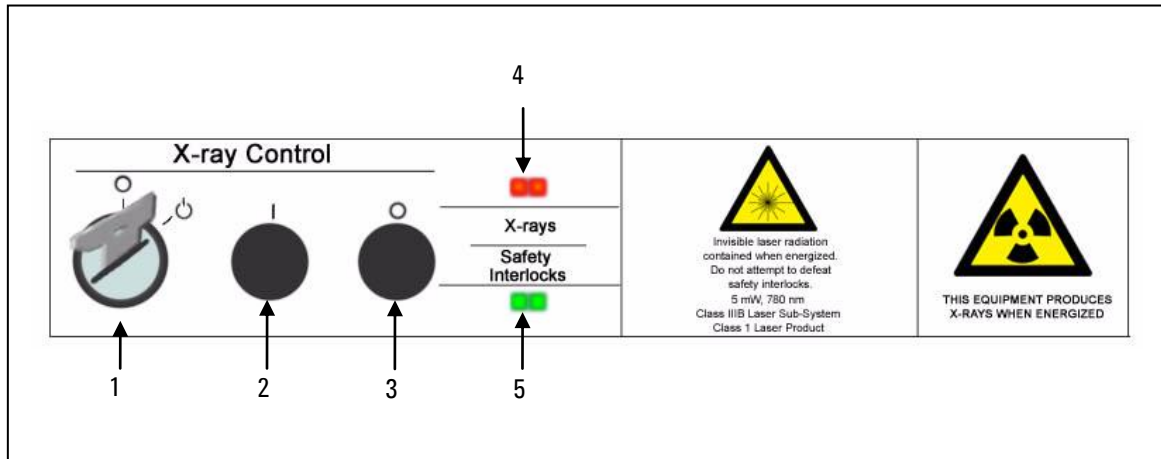 4
X-ray Control
I
O
X-rays
Safety
Interlocks
Invisible laser radiation
contained when energized.
Do not attempt to defeat
safety interlocks.
5 mW, 780 nm
Class IIIB Laser Sub-System
Class 1 Laser Product
THIS EQUIPMENT PRODUCES
X-RAYS WHEN ENERGIZED
1
2
3
5